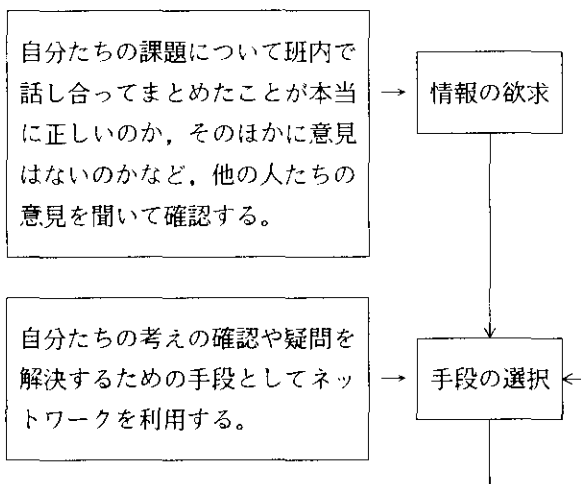 自分たちの課題について班内で
話し合ってまとめたことが本当
に正しいのか，そのほかに意見
はないのかなど，他の人たちの
意見を聞いて確認する。
情報の欲求
自分たちの考えの確認や疑問を
解決するための手段としてネッ
トワークを利用する。
手段の選択